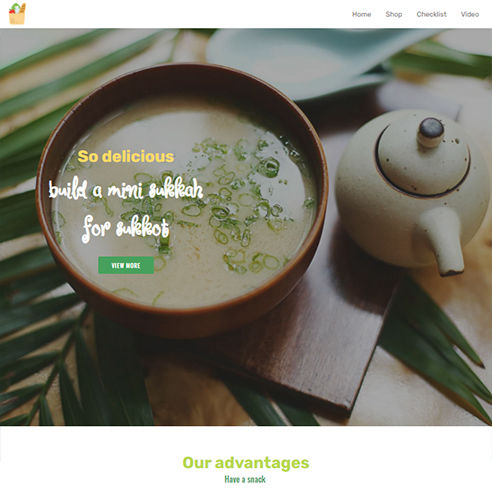 Home Shop Checklist Video
So delicious
build a mini sukkah
for sukkot
VIEW MORE
Our advantages
Have a snack